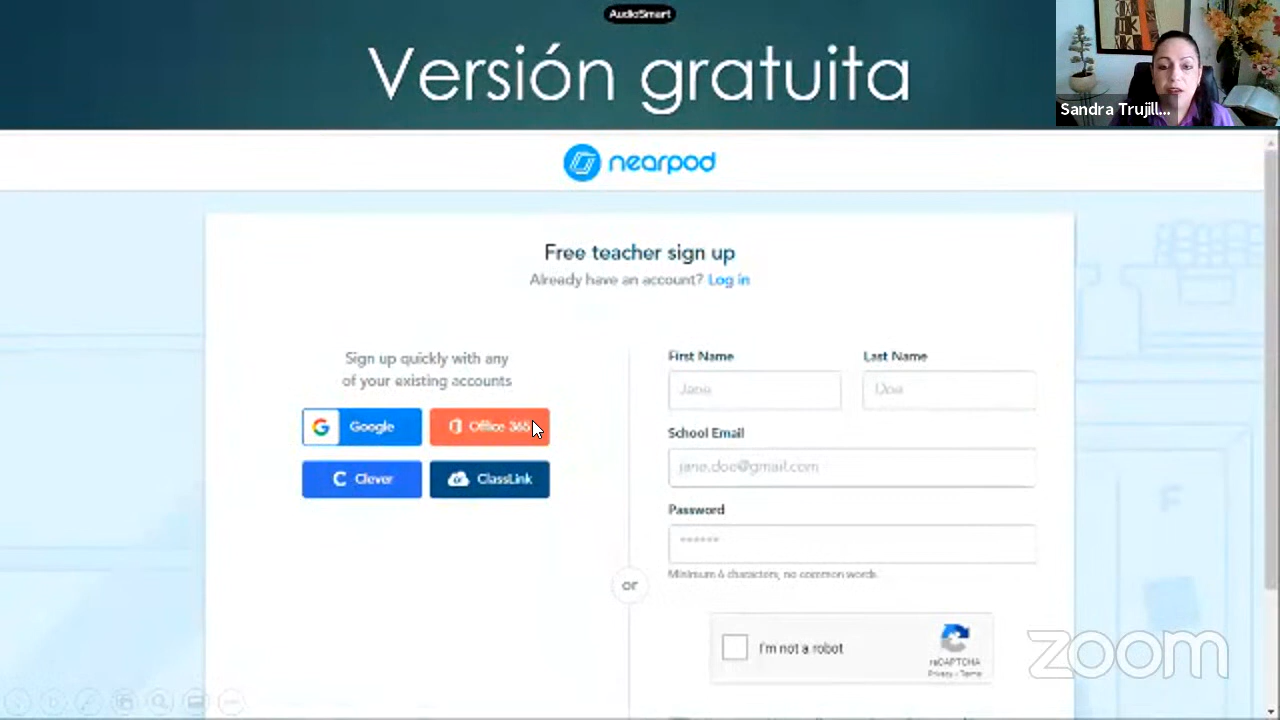 AudioSmart
Versión gratuita
Sandra Trujill...
nearpod
Free teacher sign up
Already have an account? Log in
Sign up quickly with any
of your existing accounts
Google
Office 365
Clever
ClassLink
or
First Name
Last Name
Jane
Doe
School Email
jane.doe@gmail.com
Password
••••••
Minimum 6 characters, no common words.
I'm not a robot
reCAPTCHA
Privacy - Terms
zoom